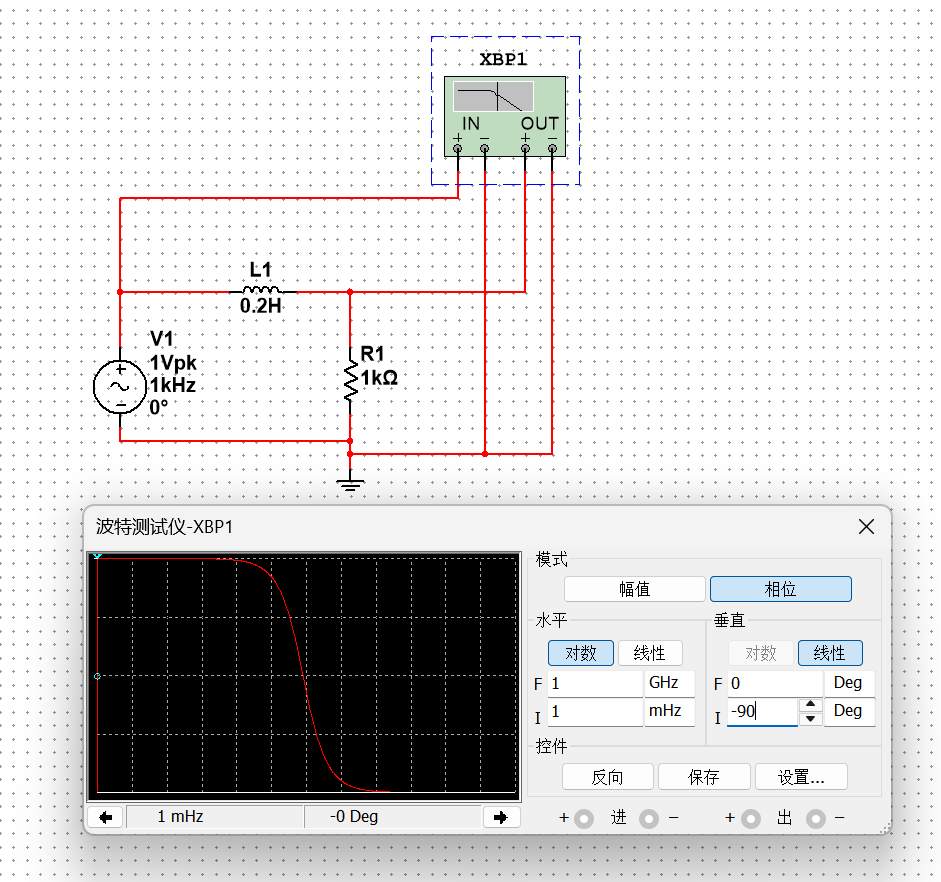 XBP1
IN OUT
+ − + −
L1
0.2H
V1
1Vpk
1kHz
0°
R1
1kΩ
波特测试仪-XBP1
模式
幅值 相位
水平 垂直
对数 线性 对数 线性
F 1 GHz F 0 Deg
I 1 mHz I -90 Deg
控件
反向 保存 设置...
1 mHz -0 Deg
+ 进 − + 出 −